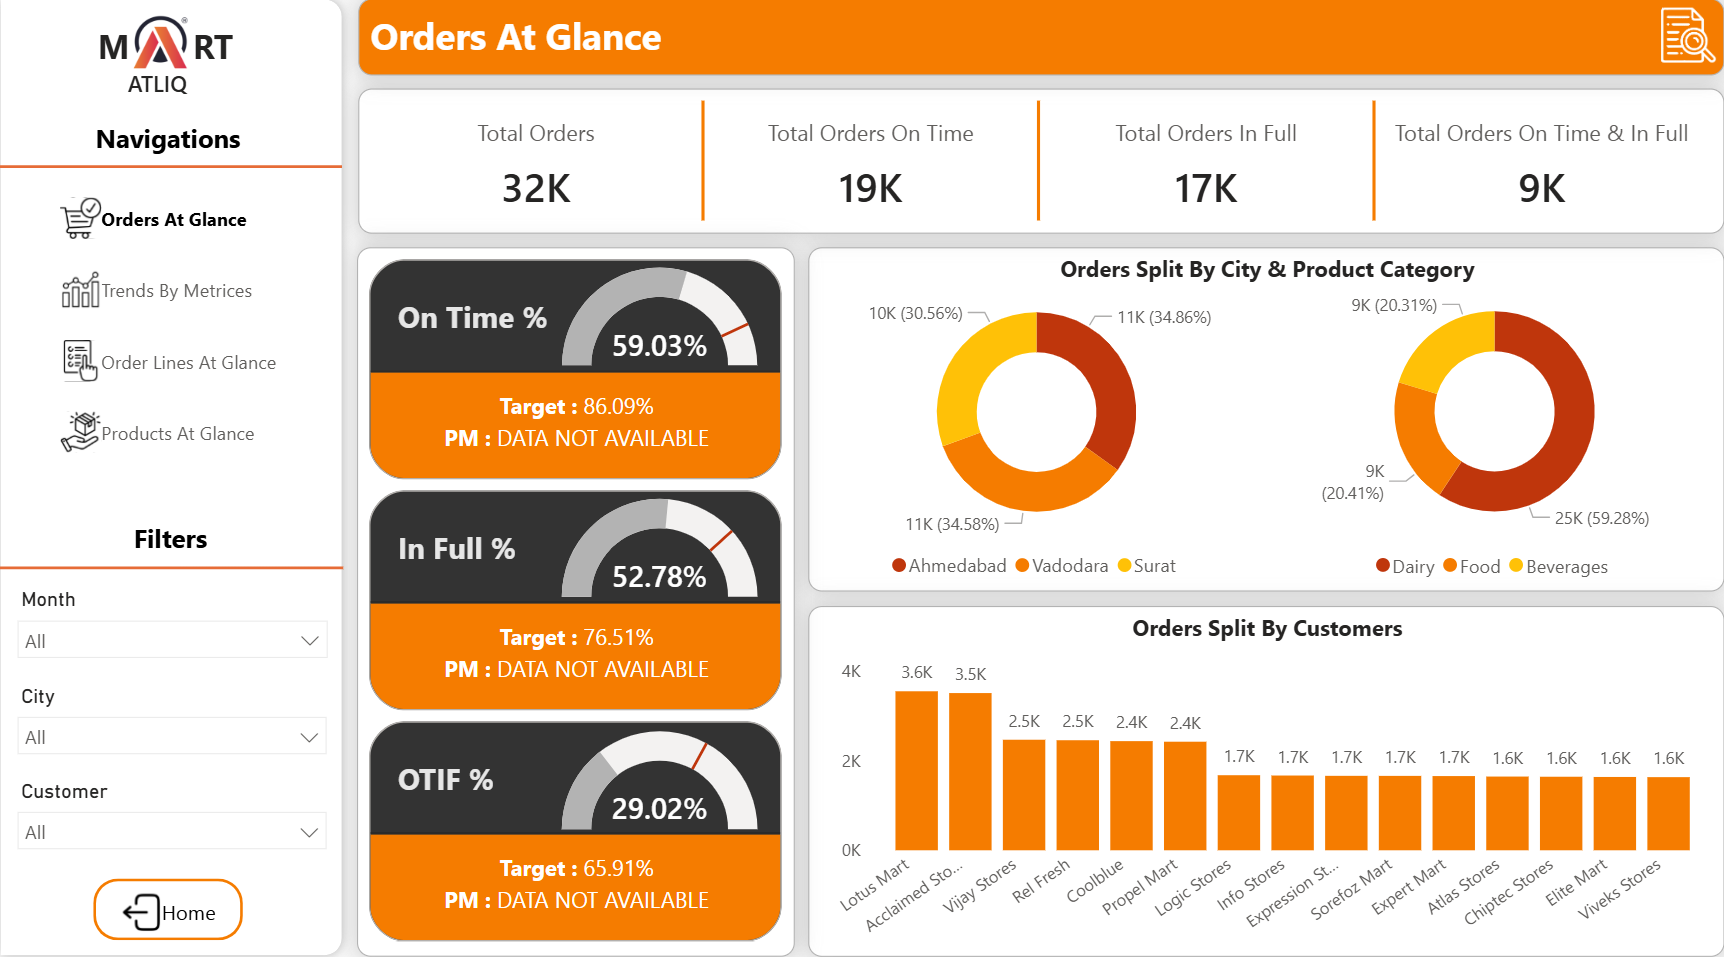 MART
®
ATLIQ
Navigations
Orders At Glance
Trends By Metrices
Order Lines At Glance
Products At Glance
Filters
Month
All
City
All
Customer
All
Home
Orders At Glance
Total Orders
32K
Total Orders On Time
19K
Total Orders In Full
17K
Total Orders On Time & In Full
9K
On Time %
59.03%
Target : 86.09%
PM : DATA NOT AVAILABLE
In Full %
52.78%
Target : 76.51%
PM : DATA NOT AVAILABLE
OTIF %
29.02%
Target : 65.91%
PM : DATA NOT AVAILABLE
Orders Split By City & Product Category
10K (30.56%)
11K (34.86%)
11K (34.58%)
Ahmedabad Vadodara Surat
9K (20.31%)
9K
(20.41%)
25K (59.28%)
Dairy Food Beverages
Orders Split By Customers
4K
2K
0K
3.6K 3.5K 2.5K 2.5K 2.4K 2.4K 1.7K 1.7K 1.7K 1.7K 1.7K 1.6K 1.6K 1.6K 1.6K
Lotus Mart
Acclaimed Sto...
Vijay Stores
Rel Fresh
Coolblue
Propel Mart
Logic Stores
Info Stores
Expression St...
Sorefoz Mart
Expert Mart
Atlas Stores
Chiptec Stores
Elite Mart
Viveks Stores